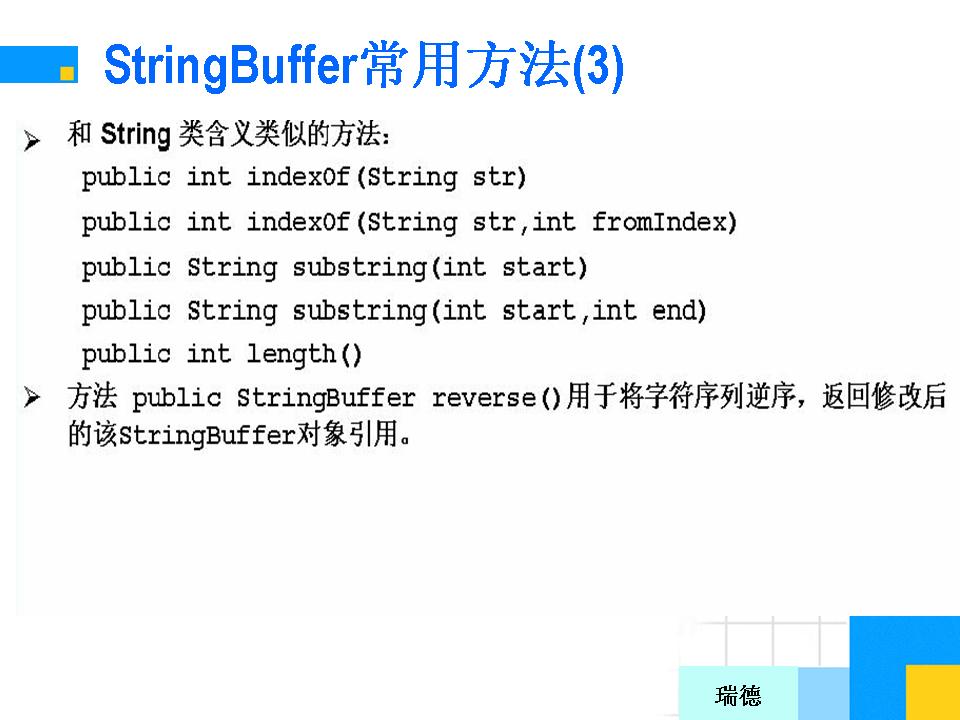 StringBuffer常用方法(3)
和 String 类含义类似的方法：
public int indexOf(String str)
public int indexOf(String str,int fromIndex)
public String substring(int start)
public String substring(int start,int end)
public int length()
方法 public StringBuffer reverse()用于将字符序列逆序，返回修改后
的该StringBuffer对象引用。
瑞德